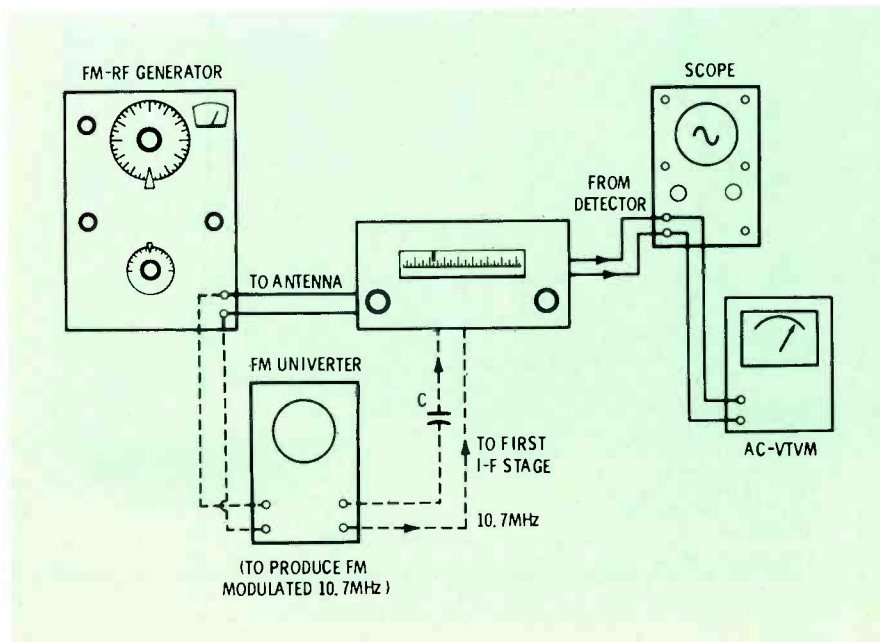 FM-RF GENERATOR
SCOPE
FROM
DETECTOR
TO ANTENNA
FM UNIVERTER
C
TO FIRST
I-F STAGE
10.7MHz
AC-VTVM
(TO PRODUCE FM
MODULATED 10.7MHz)